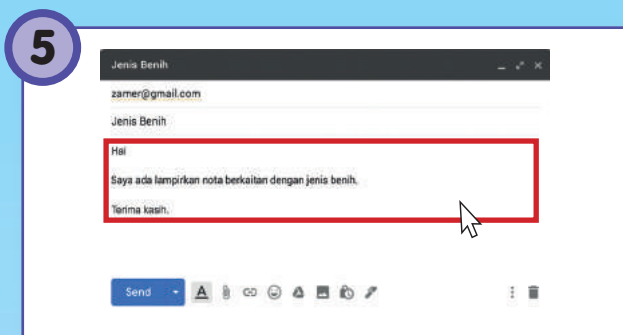 5
Jenis Benih
zamer@gmail.com
Jenis Benih
Hai
Saya ada lampirkan nota berkaitan dengan jenis benih.
Terima kasih.
Send
A